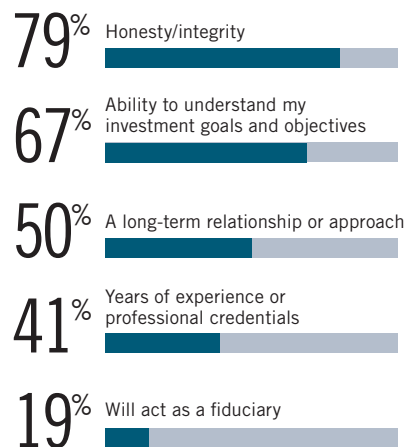 79% Honesty/integrity
67% Ability to understand my
investment goals and objectives
50% A long-term relationship or approach
41% Years of experience or
professional credentials
19% Will act as a fiduciary